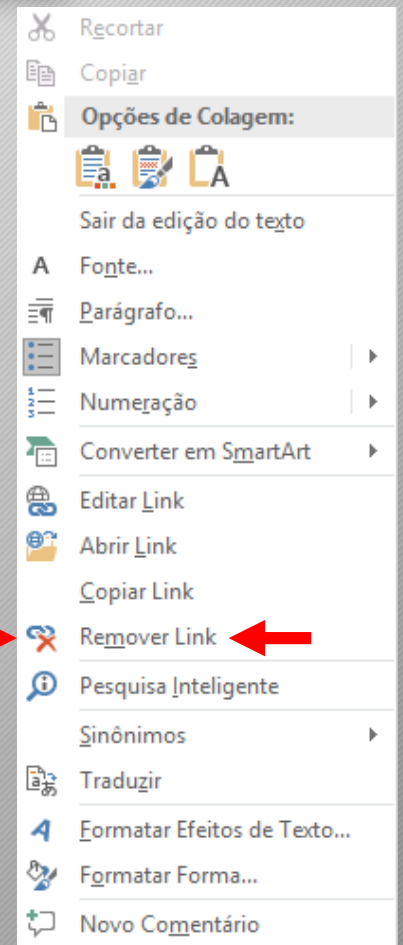 Recortar
Copiar
Opções de Colagem:
Sair da edição do texto
Fonte...
Parágrafo...
Marcadores
Numeração
Converter em SmartArt
Editar Link
Abrir Link
Copiar Link
Remover Link
Pesquisa Inteligente
Sinônimos
Traduzir
Formatar Efeitos de Texto...
Formatar Forma...
Novo Comentário